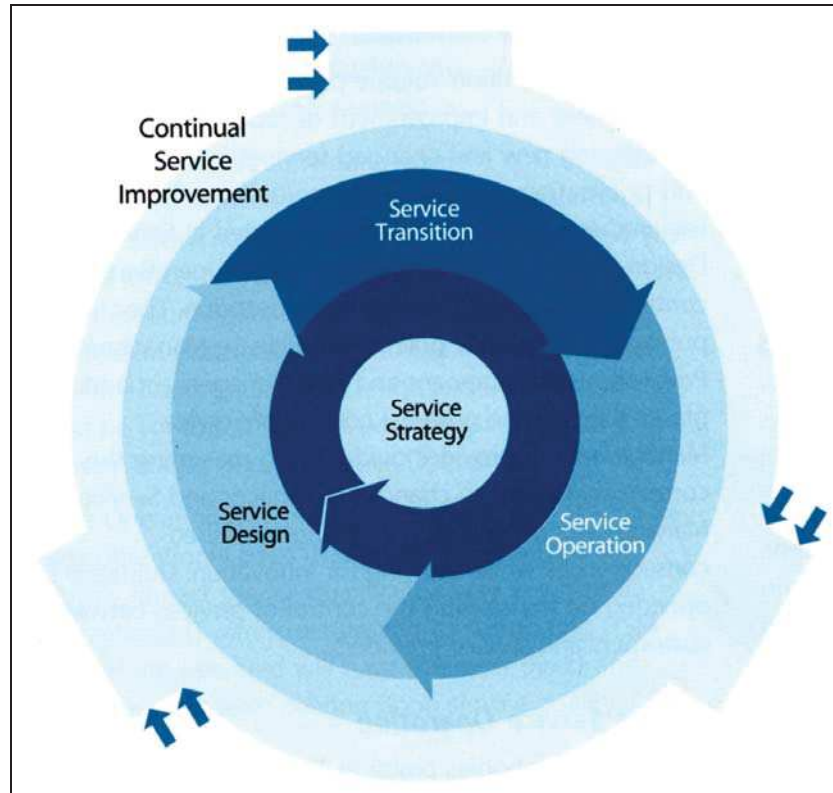 Continual
Service
Improvement
Service
Transition
Service
Strategy
Service
Design
Service
Operation